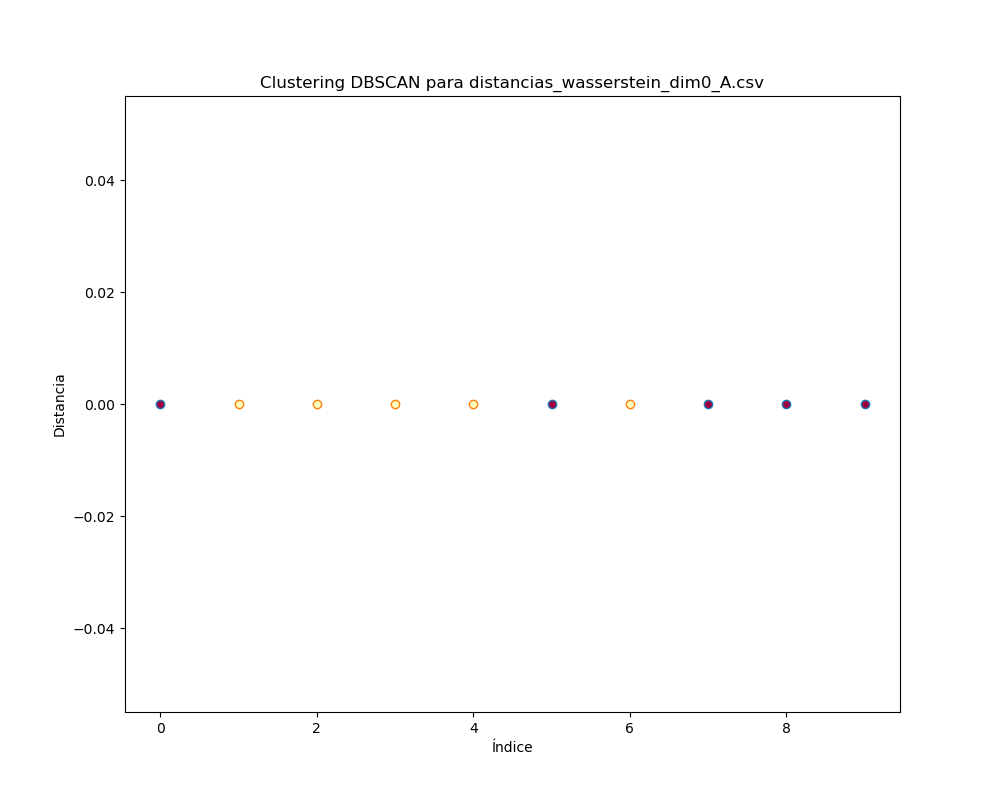 Clustering DBSCAN para distancias_wasserstein_dim0_A.csv
0.04
0.02
0.00
−0.02
−0.04
Distancia
0 2 4 6 8
Índice